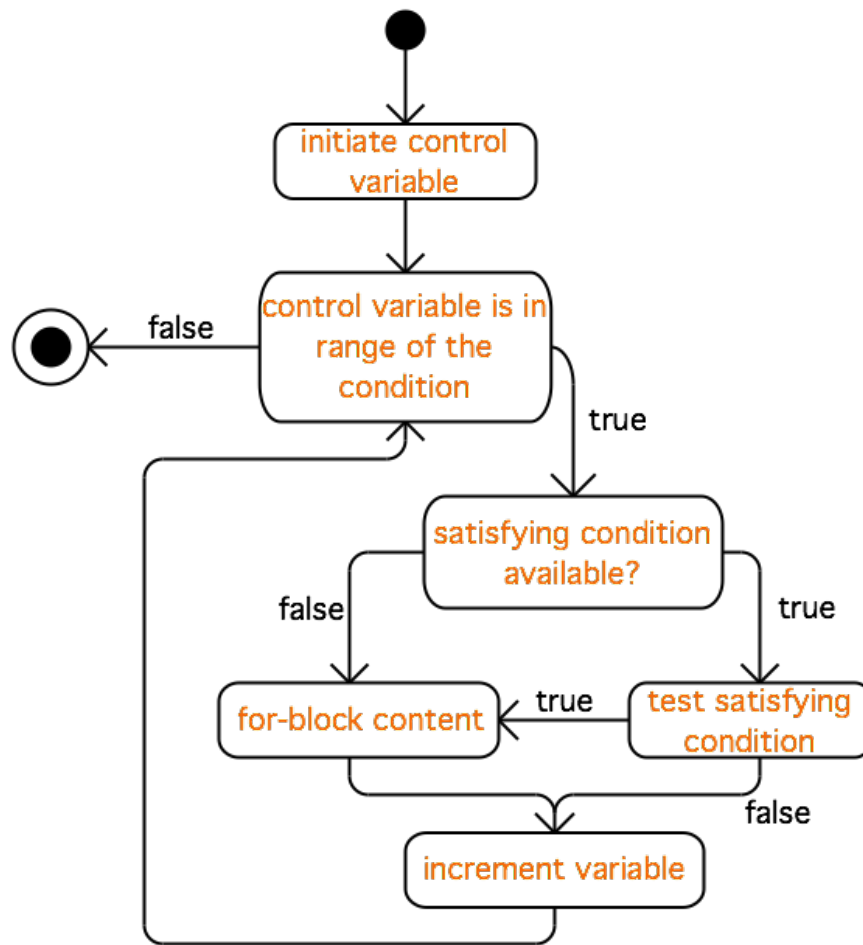 initiate control
variable
control variable is in
range of the
condition
false
true
satisfying condition
available?
false
true
for-block content
true
test satisfying
condition
false
increment variable